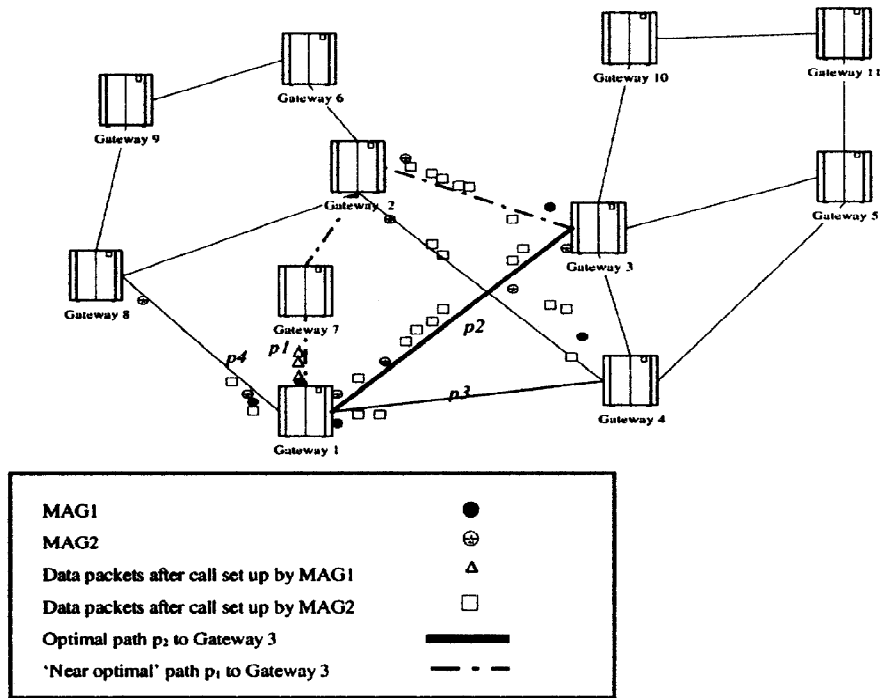 Gateway 10
Gateway 11
Gateway 6
Gateway 9
Gateway 2
Gateway 5
Gateway 3
Gateway 8
Gateway 7
p2
p1
p4
p3
Gateway 4
Gateway 1
MAG1
MAG2
Data packets after call set up by MAG1
Data packets after call set up by MAG2
Optimal path p₂ to Gateway 3
'Near optimal' path p₁ to Gateway 3